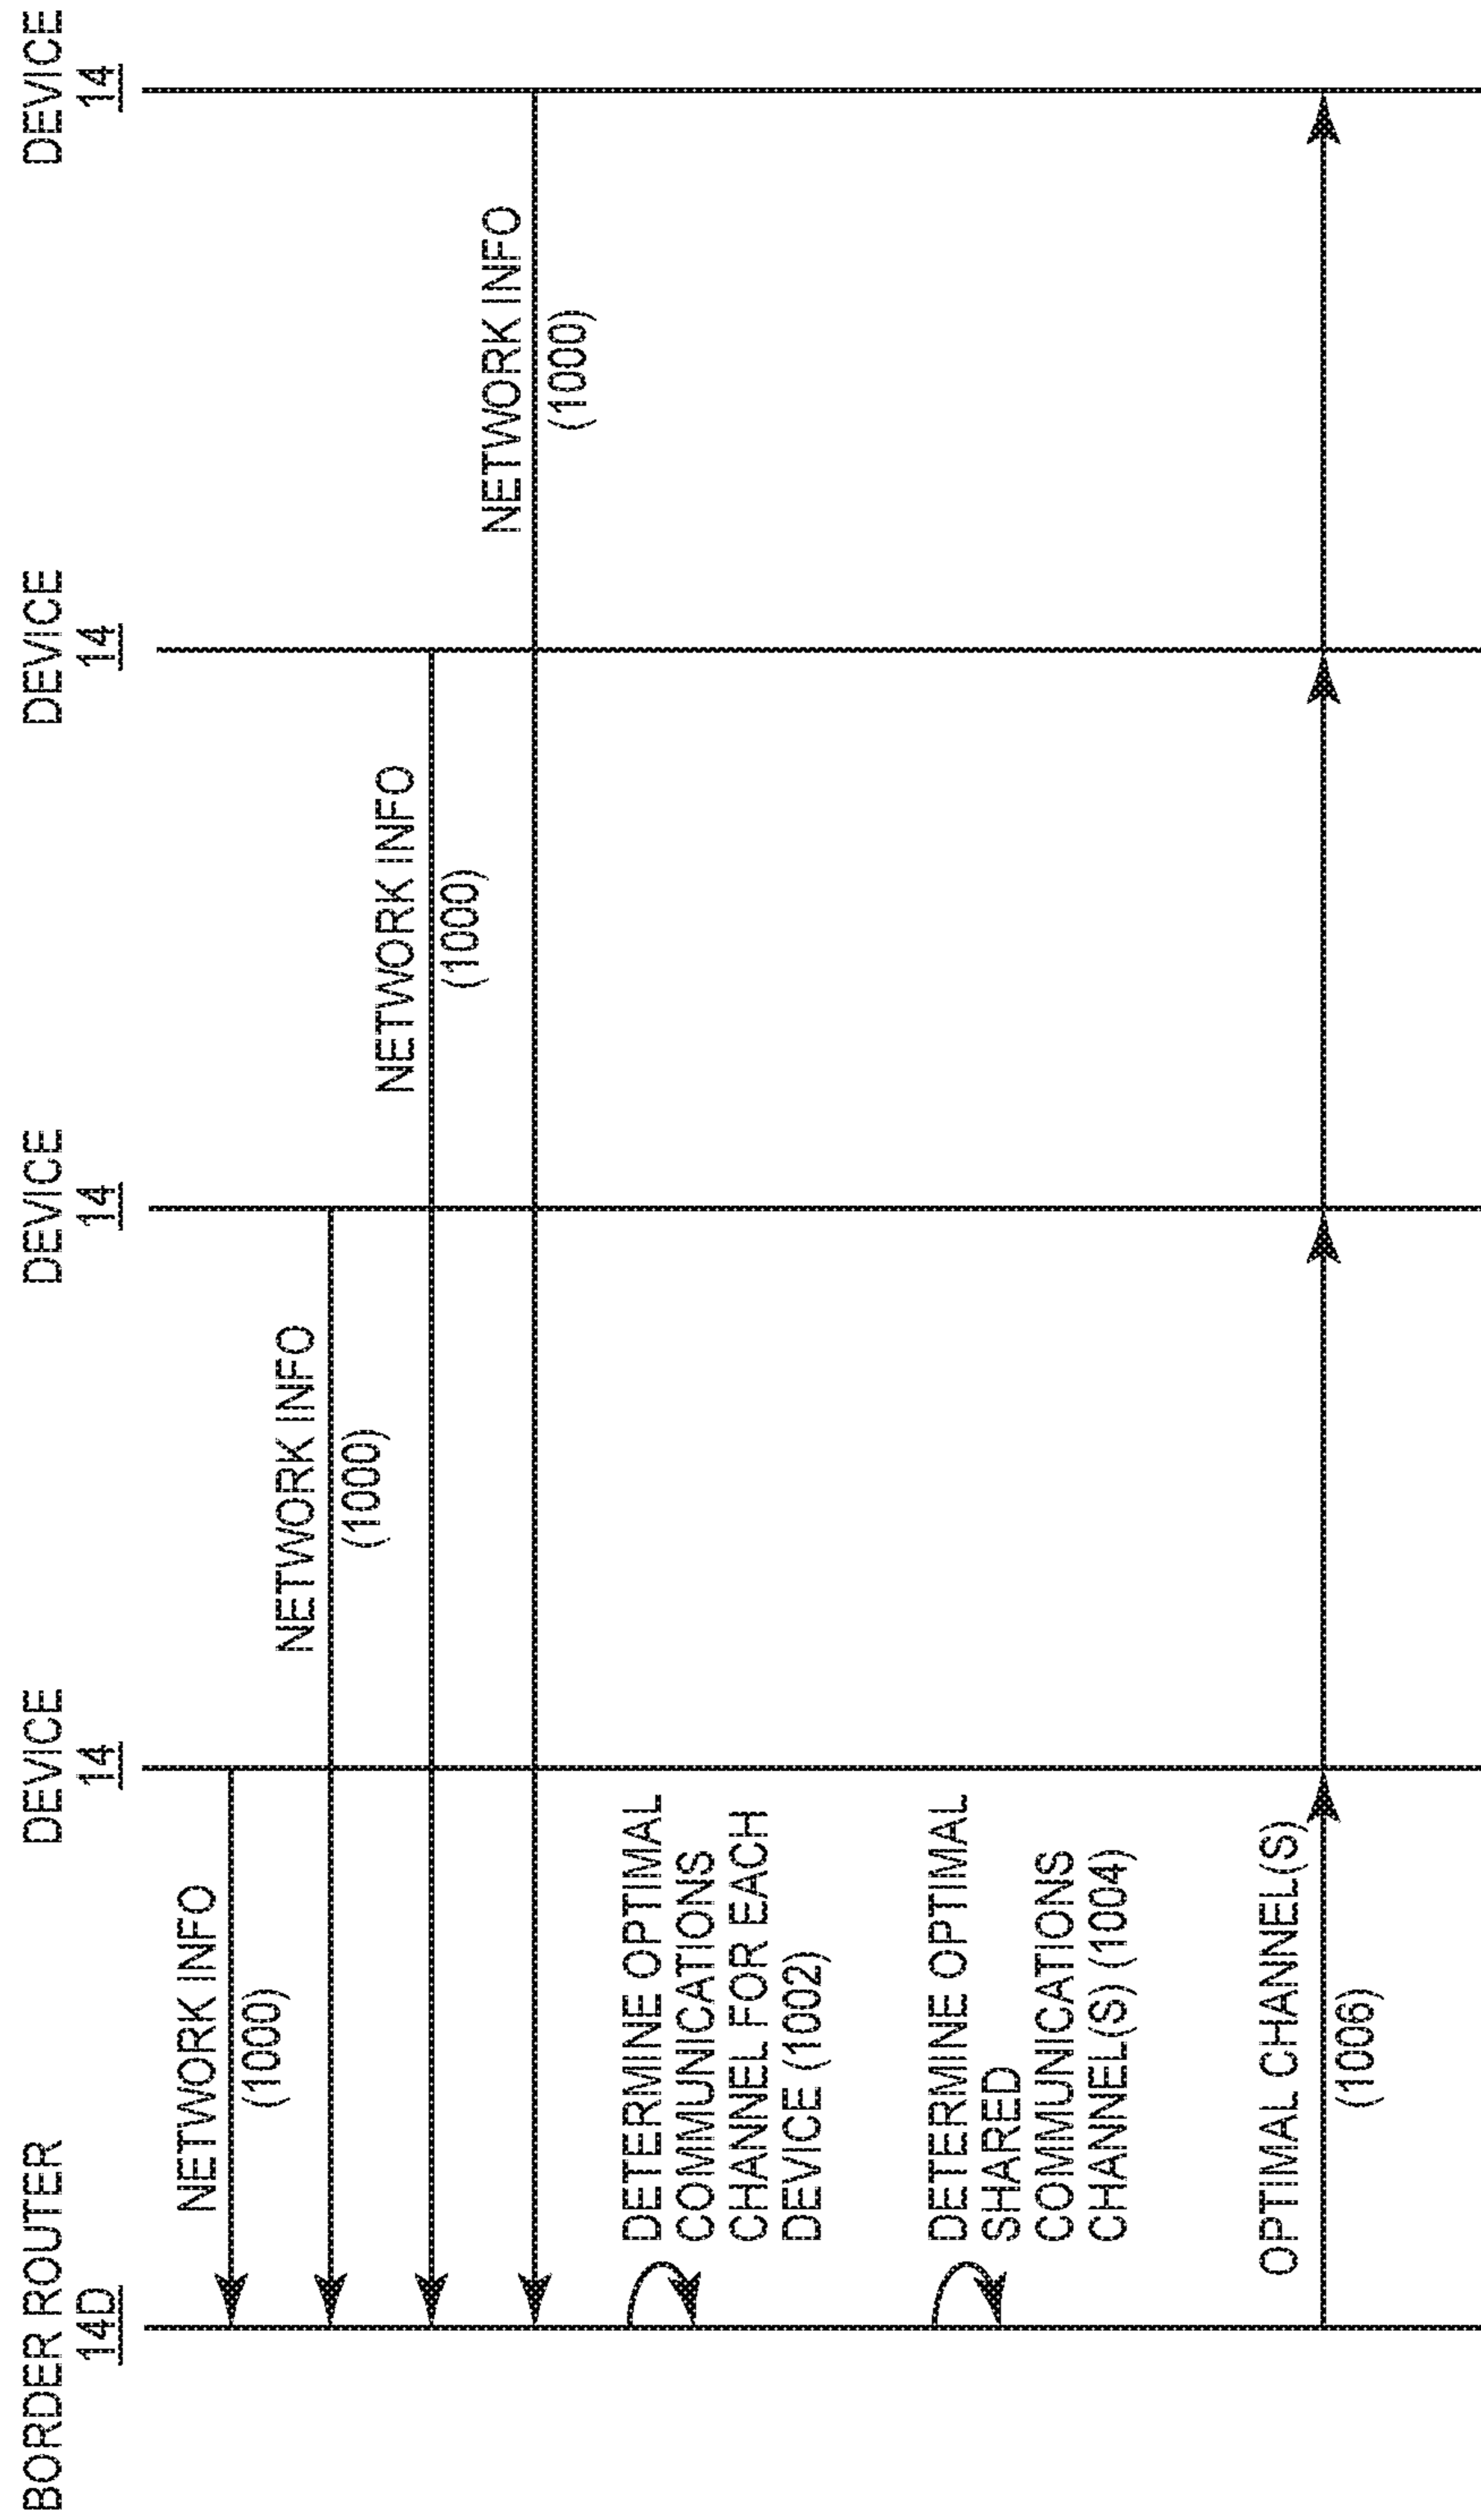 BORDER ROUTER
14D
DEVICE
14
DEVICE
14
DEVICE
14
DEVICE
14
NETWORK INFO
(1000)
NETWORK INFO
(1000)
NETWORK INFO
(1000)
NETWORK INFO
(1000)
DETERMINE OPTIMAL
COMMUNICATIONS
CHANNEL FOR EACH
DEVICE (1002)
DETERMINE OPTIMAL
SHARED
COMMUNICATIONS
CHANNEL(S) (1004)
OPTIMAL CHANNEL(S)
(1006)